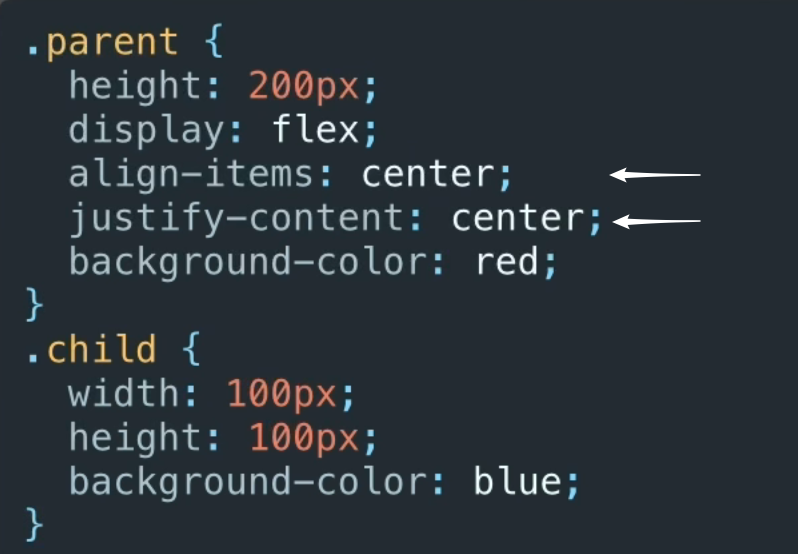 .parent {
  height: 200px;
  display: flex;
  align-items: center;
  justify-content: center;
  background-color: red;
}
.child {
  width: 100px;
  height: 100px;
  background-color: blue;
}